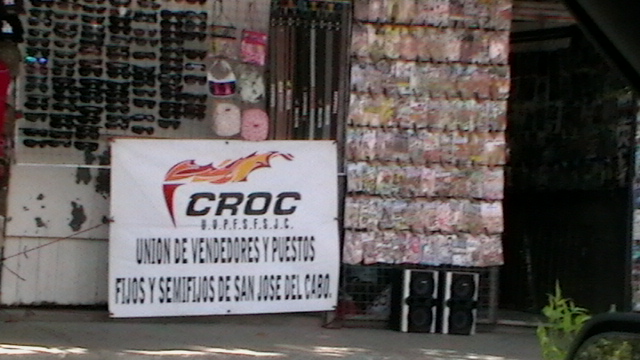 CROC
U.V.P.F.S.F.S.J.C.
UNION DE VENDEDORES Y PUESTOS
FIJOS Y SEMIFIJOS DE SAN JOSE DEL CABO.